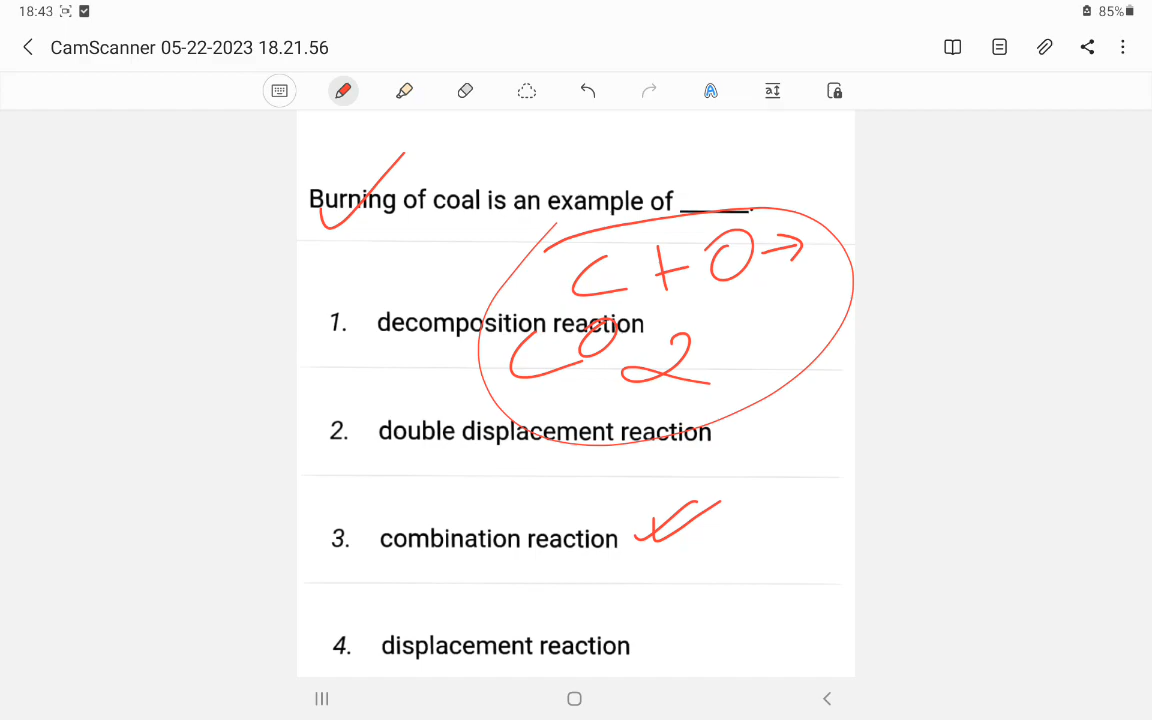 18:43 85%
CamScanner 05-22-2023 18.21.56
Burning of coal is an example of _____.
C + O →
1. decomposition reaction
CO2
2. double displacement reaction
3. combination reaction
4. displacement reaction